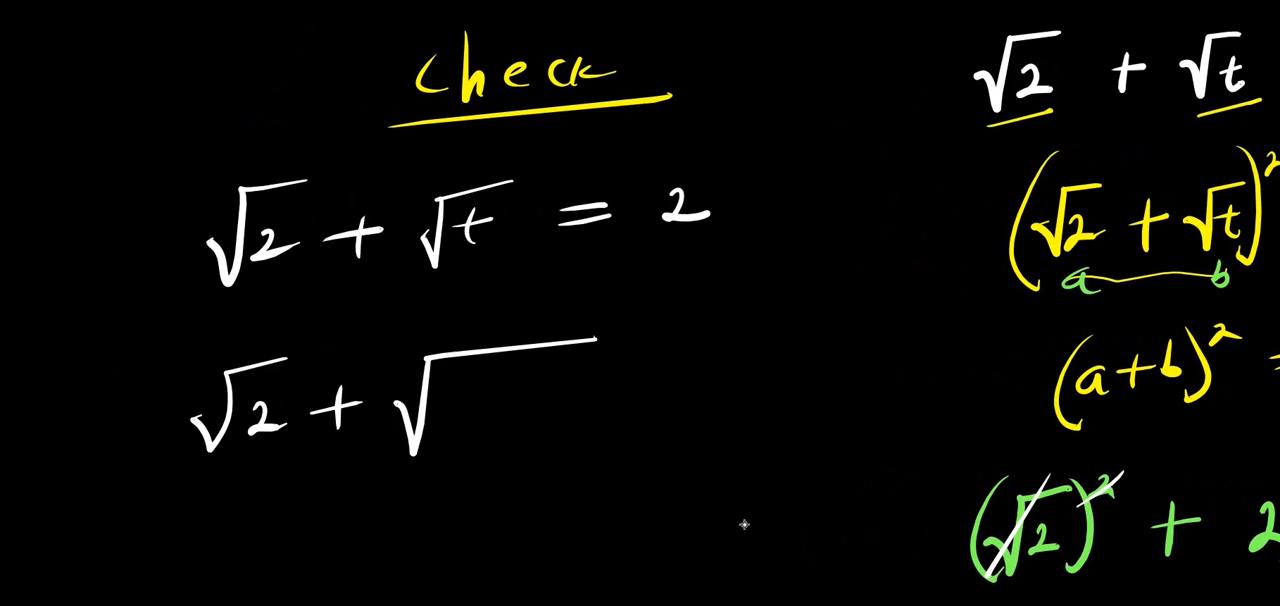 Check
√2 + √t = 2
√2 + √
√2 + √t
(√2 + √t)²
a b
(a+b)² =
(√2)² + 2